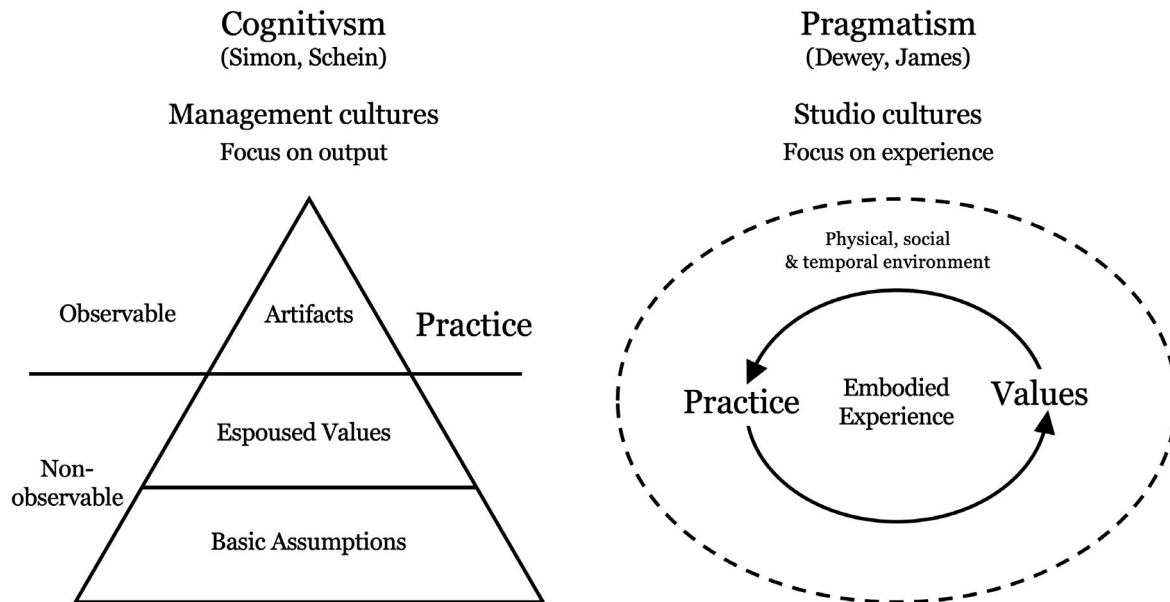 Cognitivsm
(Simon, Schein)
Management cultures
Focus on output
Observable
Artifacts
Practice
Espoused Values
Non-
observable
Basic Assumptions
Pragmatism
(Dewey, James)
Studio cultures
Focus on experience
Physical, social
& temporal environment
Practice
Embodied
Experience
Values